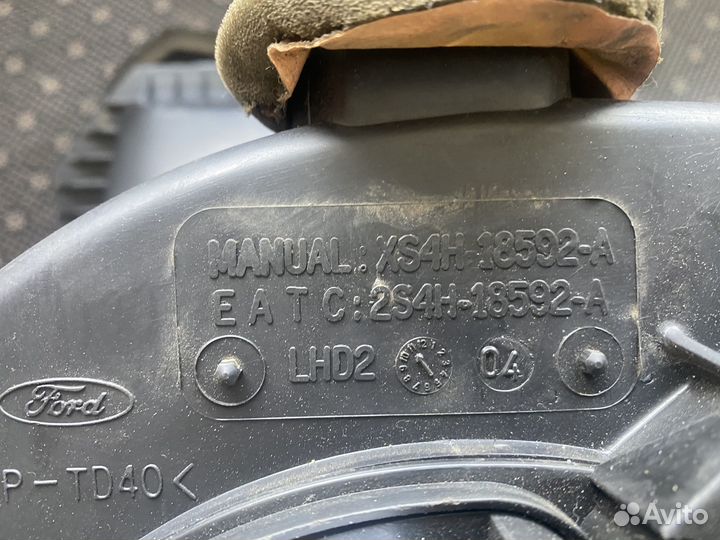 MANUAL: XS4H-18592-A
E A T C: 2S4H-18592-A
LHD2 04
Ford
P-TD40<
Avito